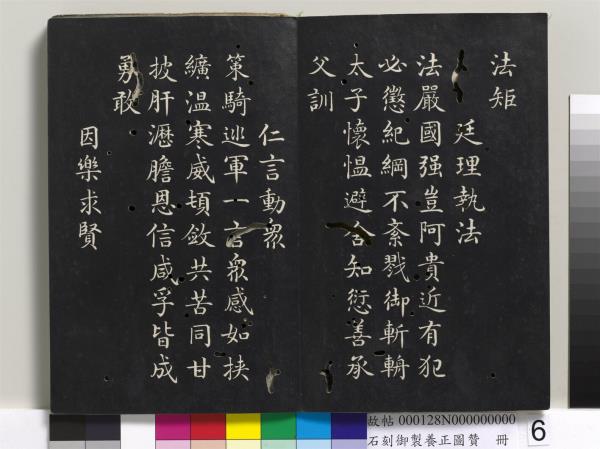 法矩
廷理執法
法嚴國强豈阿貴近有犯
必懲紀綱不紊戮御斬輈
太子懷慍避舍知愆善承
父訓
仁言動眾
策騎巡軍一言眾感如挾
纊溫寒威頓斂共苦同甘
披肝瀝膽恩信咸孚皆成
勇敢
因樂求賢
故帖 000128N000000000
石刻御製養正圖贊 冊
6